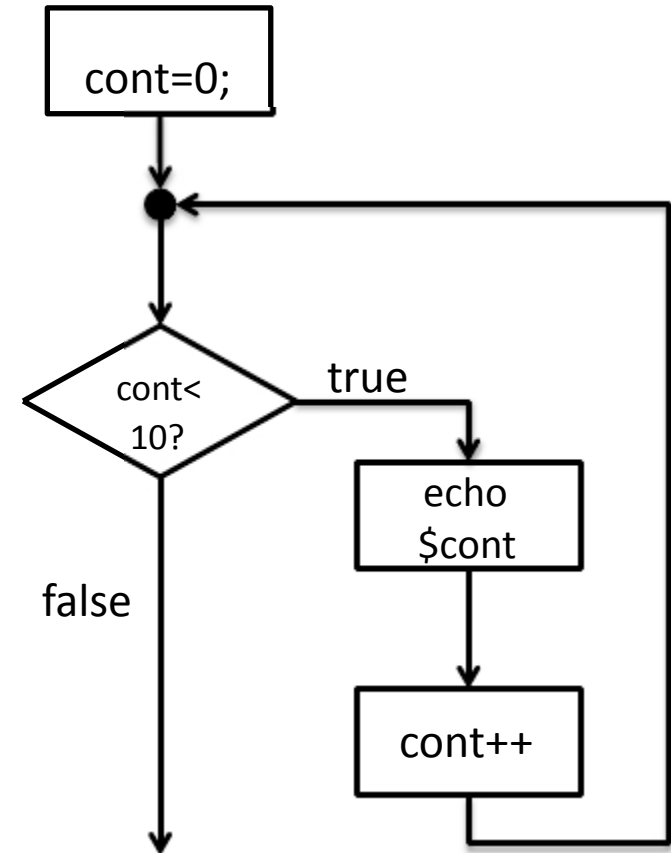 cont=0;
cont<
10?
true
echo
$cont
false
cont++